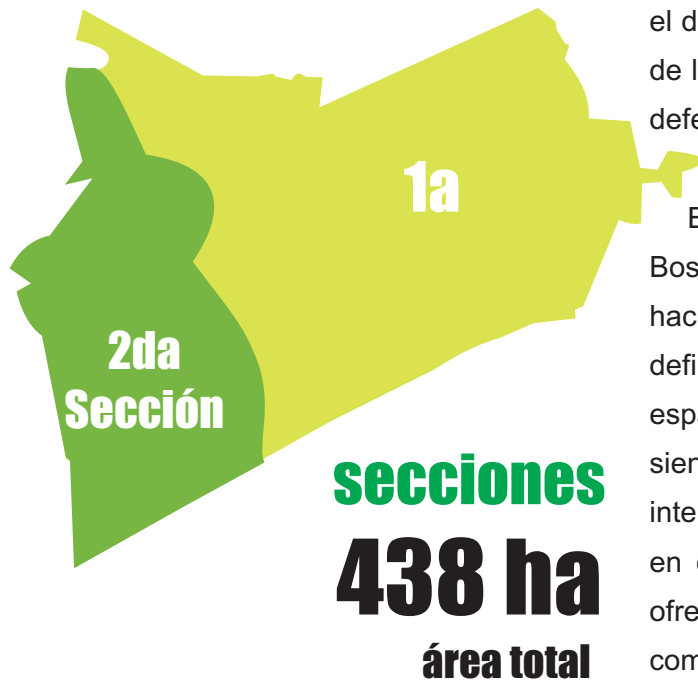 1a
2da
Sección
secciones
438 ha
área total
el d
de l
defe
E
Bos
hac
defi
espa
sien
inte
en
ofre
com